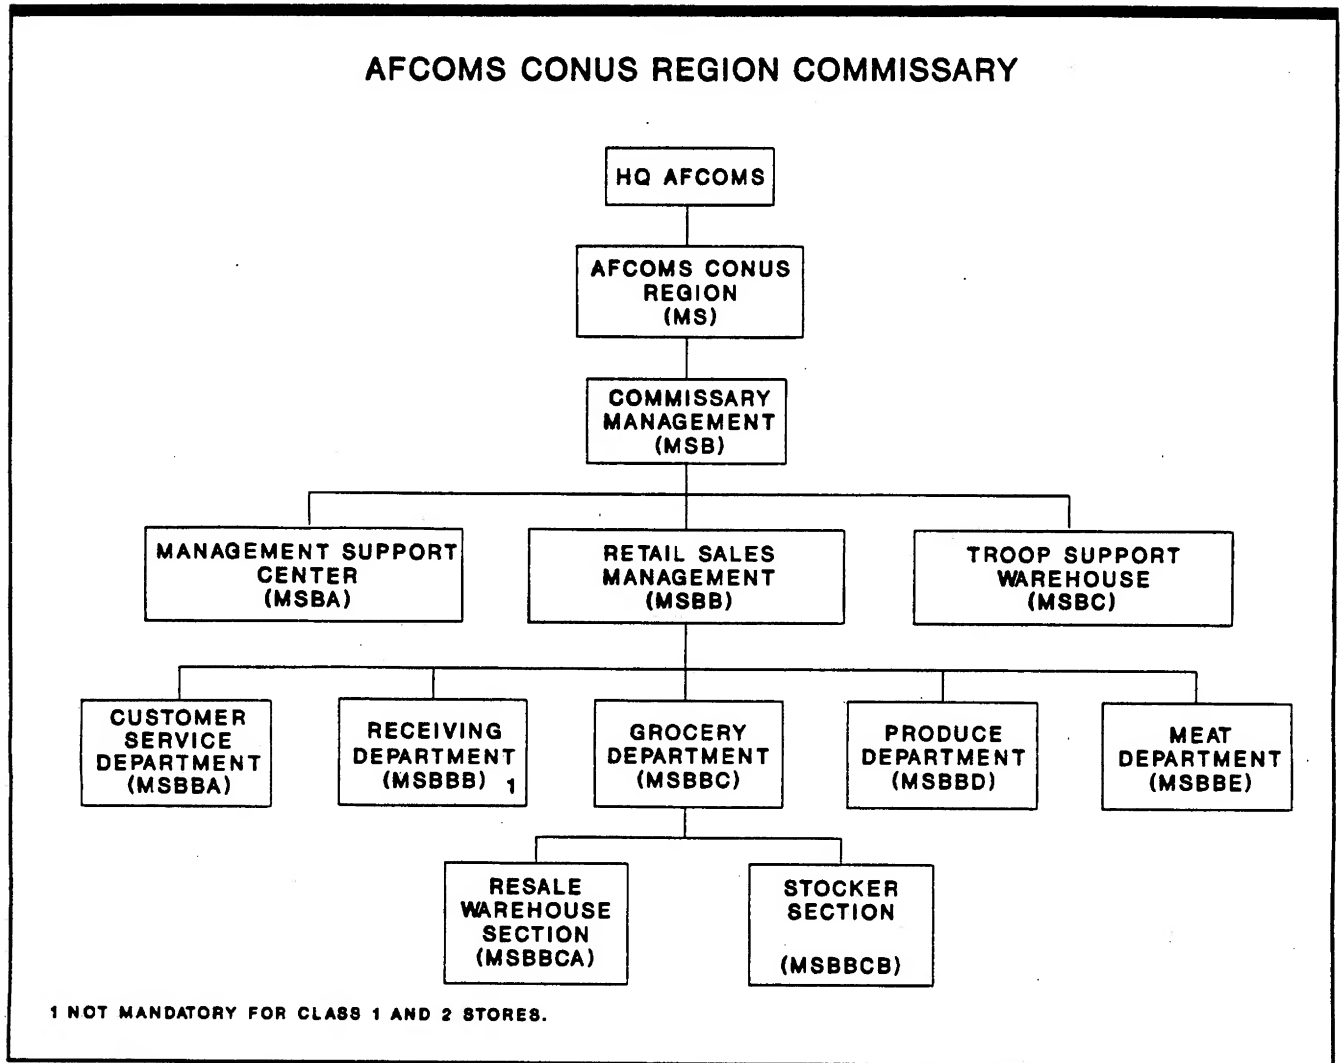 AFCOMS CONUS REGION COMMISSARY
HQ AFCOMS
AFCOMS CONUS
REGION
(MS)
COMMISSARY
MANAGEMENT
(MSB)
MANAGEMENT SUPPORT
CENTER
(MSBA)
RETAIL SALES
MANAGEMENT
(MSBB)
TROOP SUPPORT
WAREHOUSE
(MSBC)
CUSTOMER
SERVICE
DEPARTMENT
(MSBBA)
RECEIVING
DEPARTMENT
(MSBBB) 1
GROCERY
DEPARTMENT
(MSBBC)
PRODUCE
DEPARTMENT
(MSBBD)
MEAT
DEPARTMENT
(MSBBE)
RESALE
WAREHOUSE
SECTION
(MSBBCA)
STOCKER
SECTION
(MSBBCB)
1 NOT MANDATORY FOR CLASS 1 AND 2 STORES.